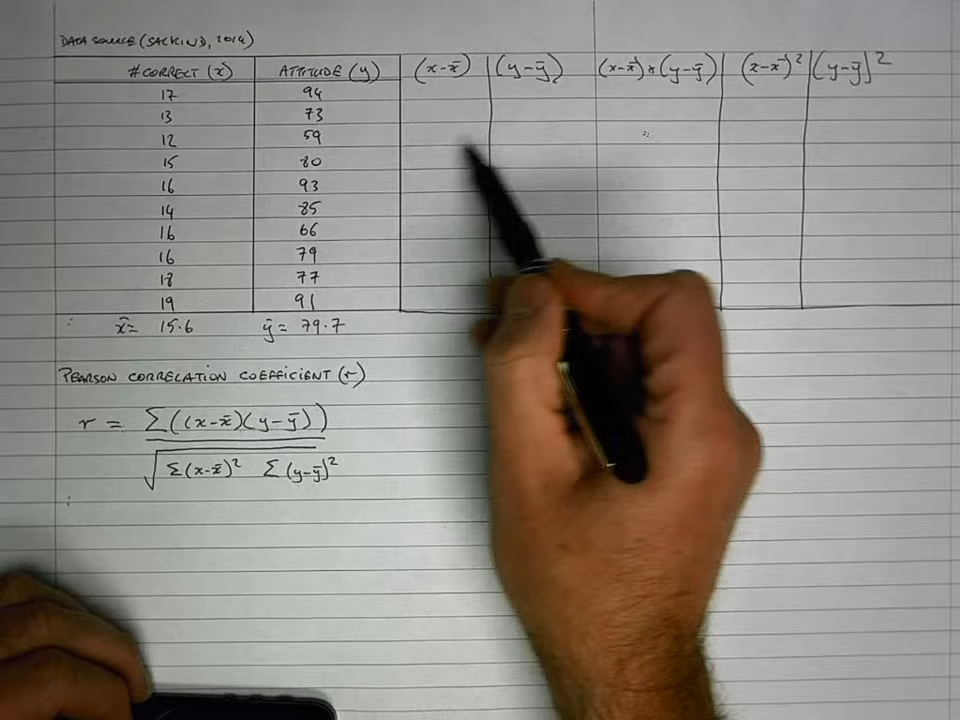 DATA SOURCE (SALKIND, 2014)
#CORRECT (x) ATTITUDE (y) (x-x̄) (y-ȳ) (x-x̄)*(y-ȳ) (x-x̄)² (y-ȳ)²
17 94
13 73
12 59
15 80
16 93
14 85
16 66
16 79
18 77
19 91
x̄= 15.6 ȳ= 79.7
PEARSON CORRELATION COEFFICIENT (r)
r = Σ((x-x̄)(y-ȳ))
√Σ(x-x̄)² Σ(y-ȳ)²